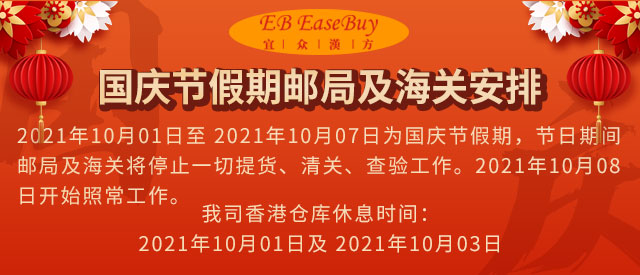 EB EaseBuy
宜|众|漢|方
国庆节假期邮局及海关安排
2021年10月01日至 2021年10月07日为国庆节假期，节日期间
邮局及海关将停止一切提货、清关、查验工作。2021年10月08
日开始照常工作。
我司香港仓库休息时间：
2021年10月01日及 2021年10月03日